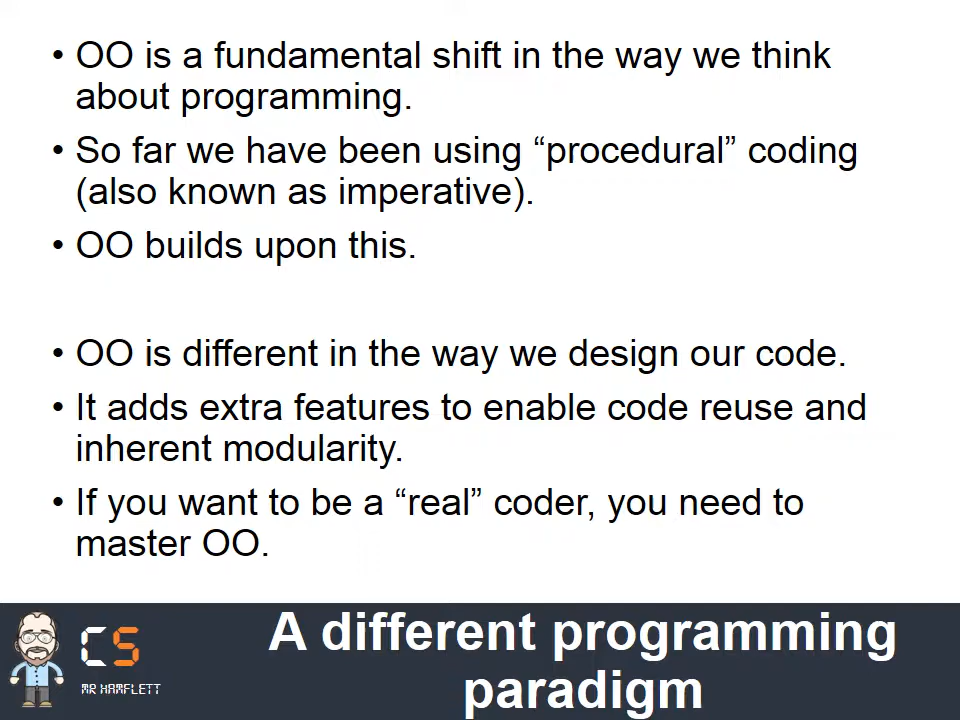 • OO is a fundamental shift in the way we think
about programming.
• So far we have been using “procedural” coding
(also known as imperative).
• OO builds upon this.
• OO is different in the way we design our code.
• It adds extra features to enable code reuse and
inherent modularity.
• If you want to be a “real” coder, you need to
master OO.
CS
MR HAMFLETT
A different programming
paradigm